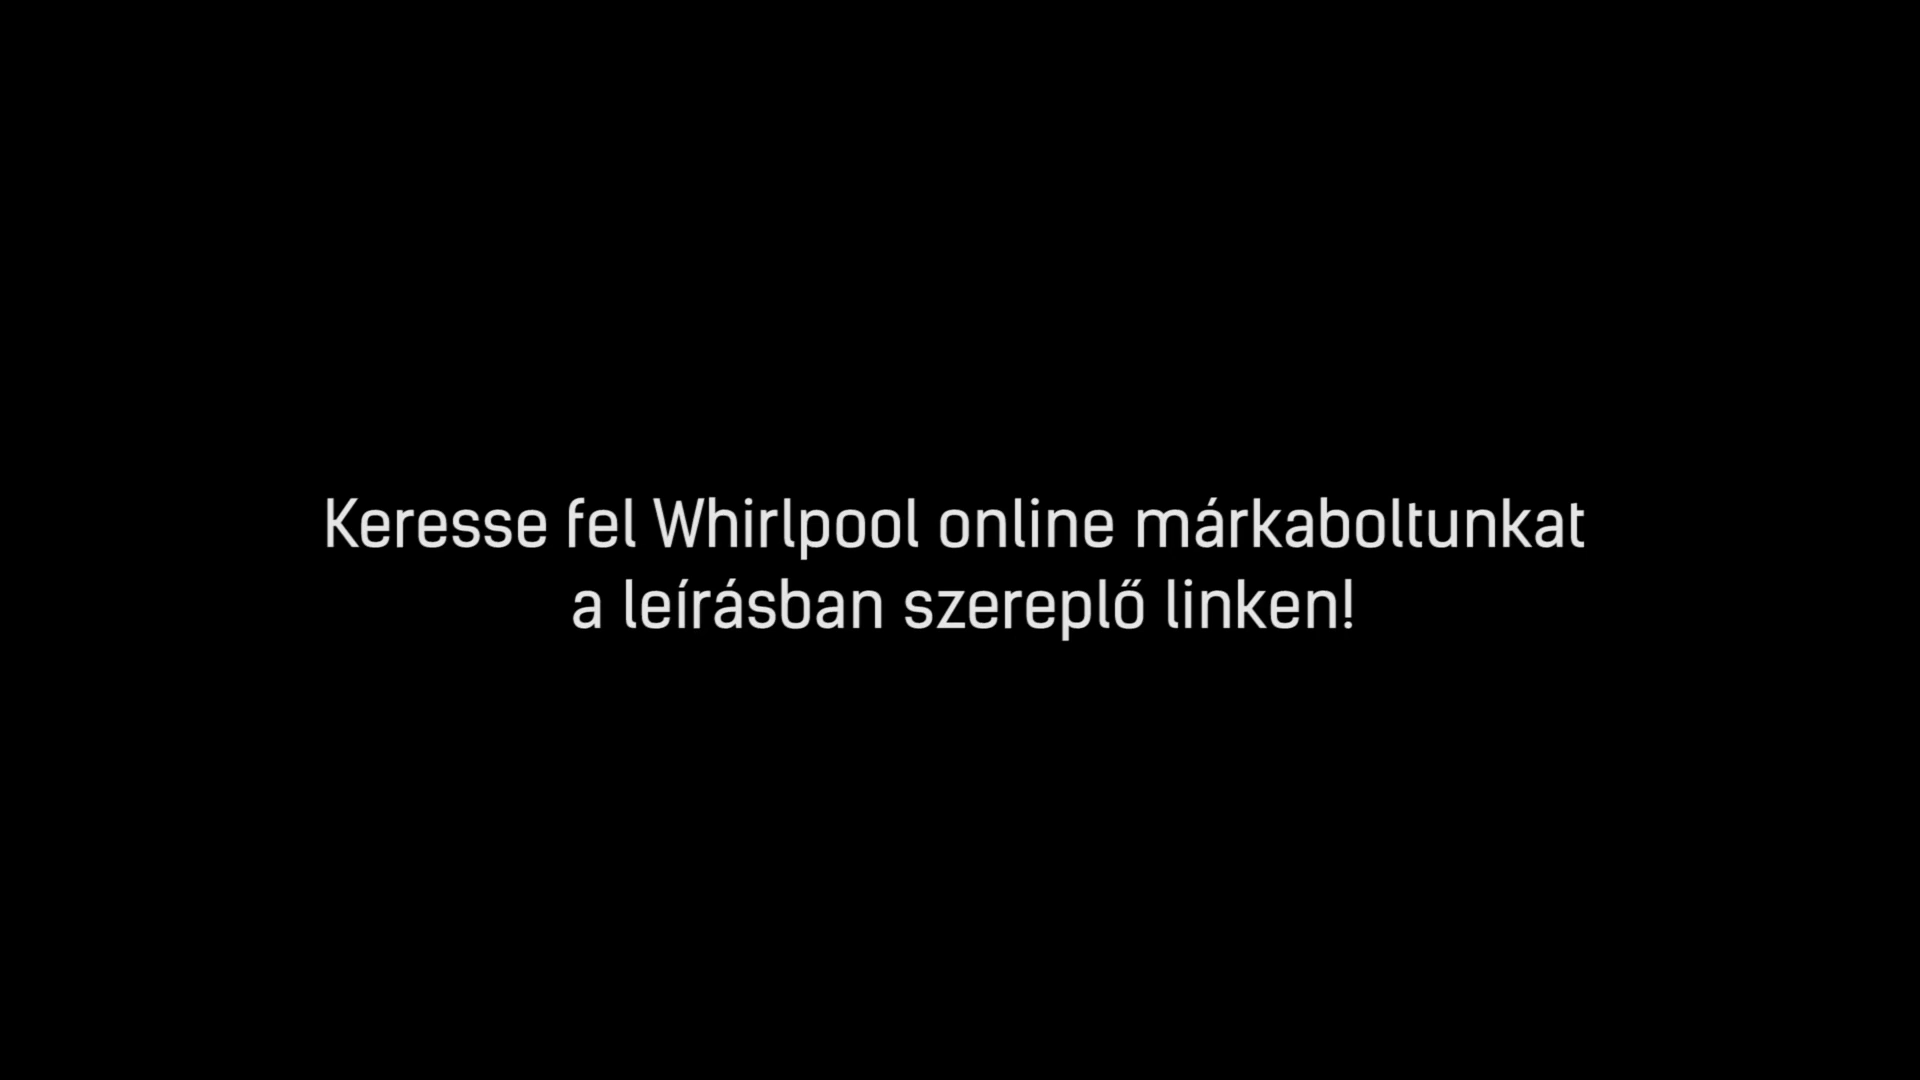 Keresse fel Whirlpool online márkaboltunkat
a leírásban szereplő linken!